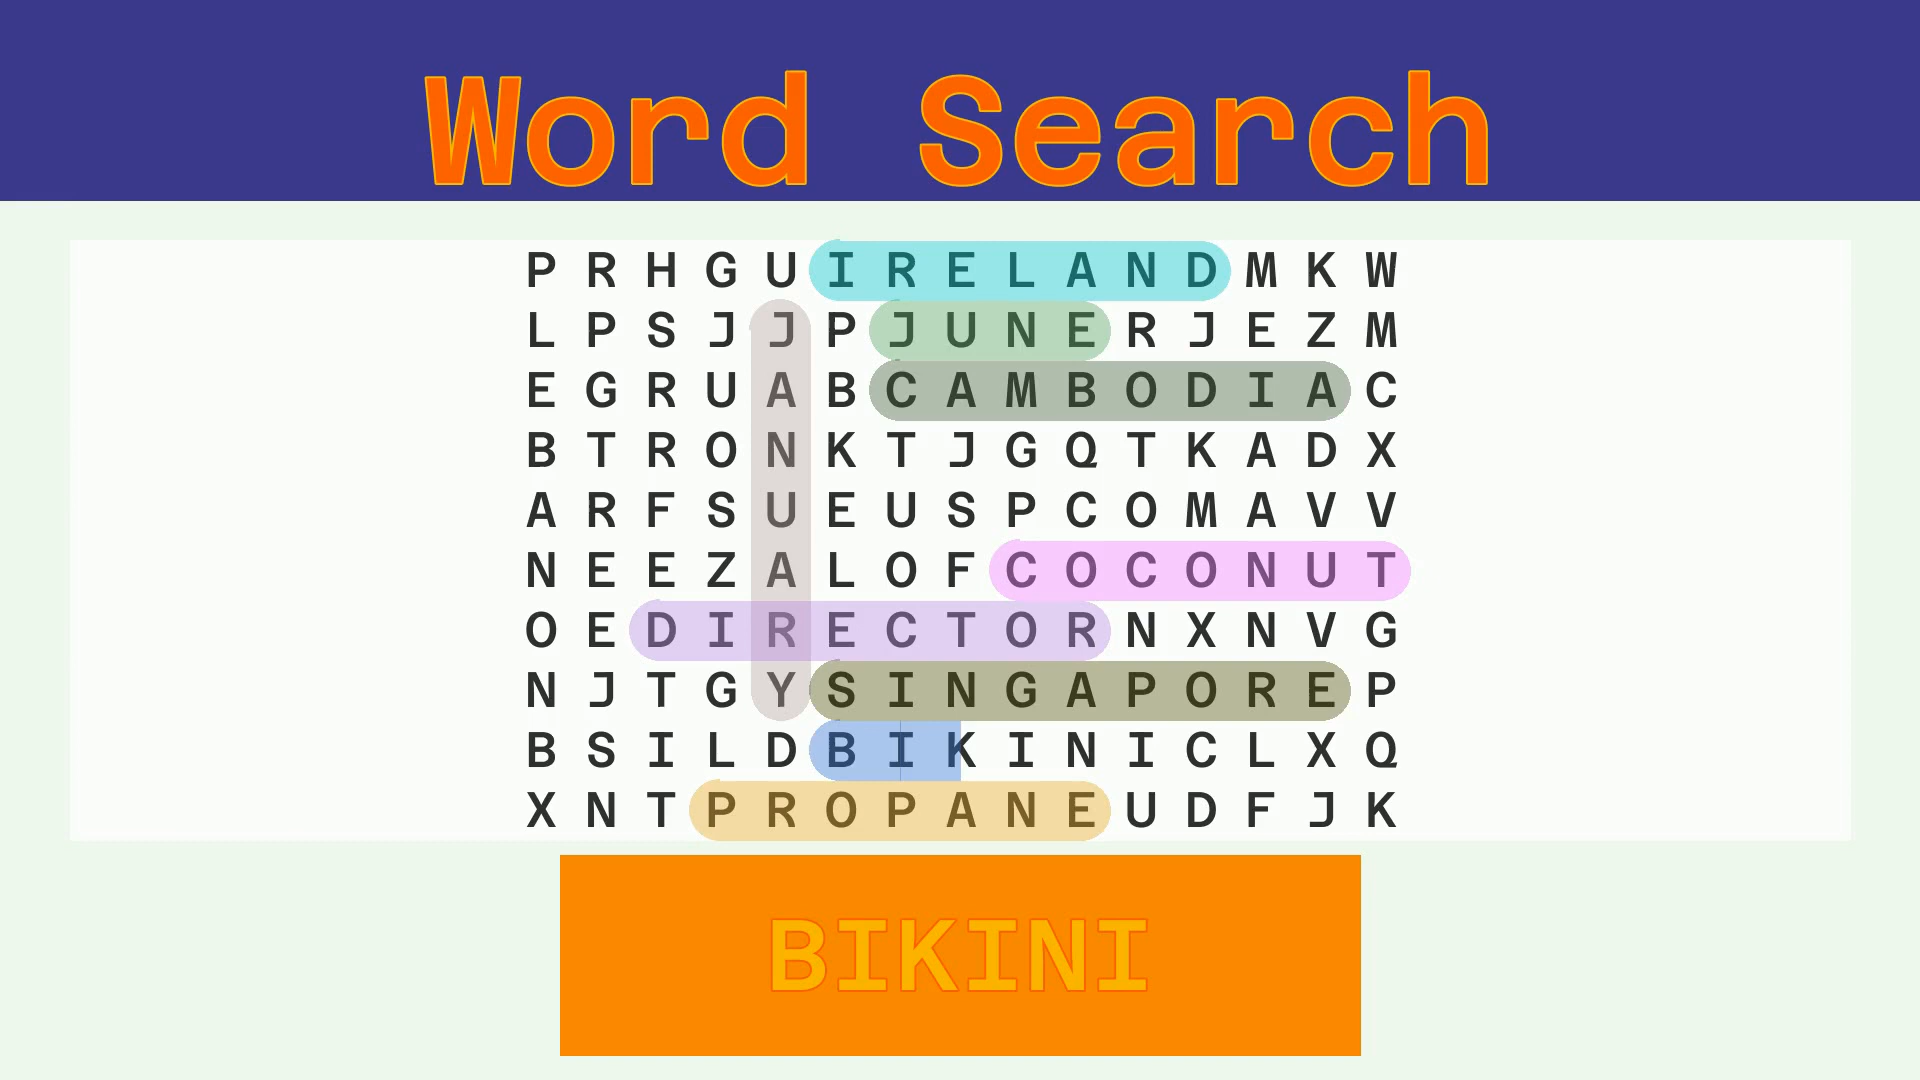 Word Search
P R H G U I R E L A N D M K W
L P S J J P J U N E R J E Z M
E G R U A B C A M B O D I A C
B T R O N K T J G Q T K A D X
A R F S U E U S P C O M A V V
N E E Z A L O F C O C O N U T
O E D I R E C T O R N X N V G
N J T G Y S I N G A P O R E P
B S I L D B I K I N I C L X Q
X N T P R O P A N E U D F J K
BIKINI